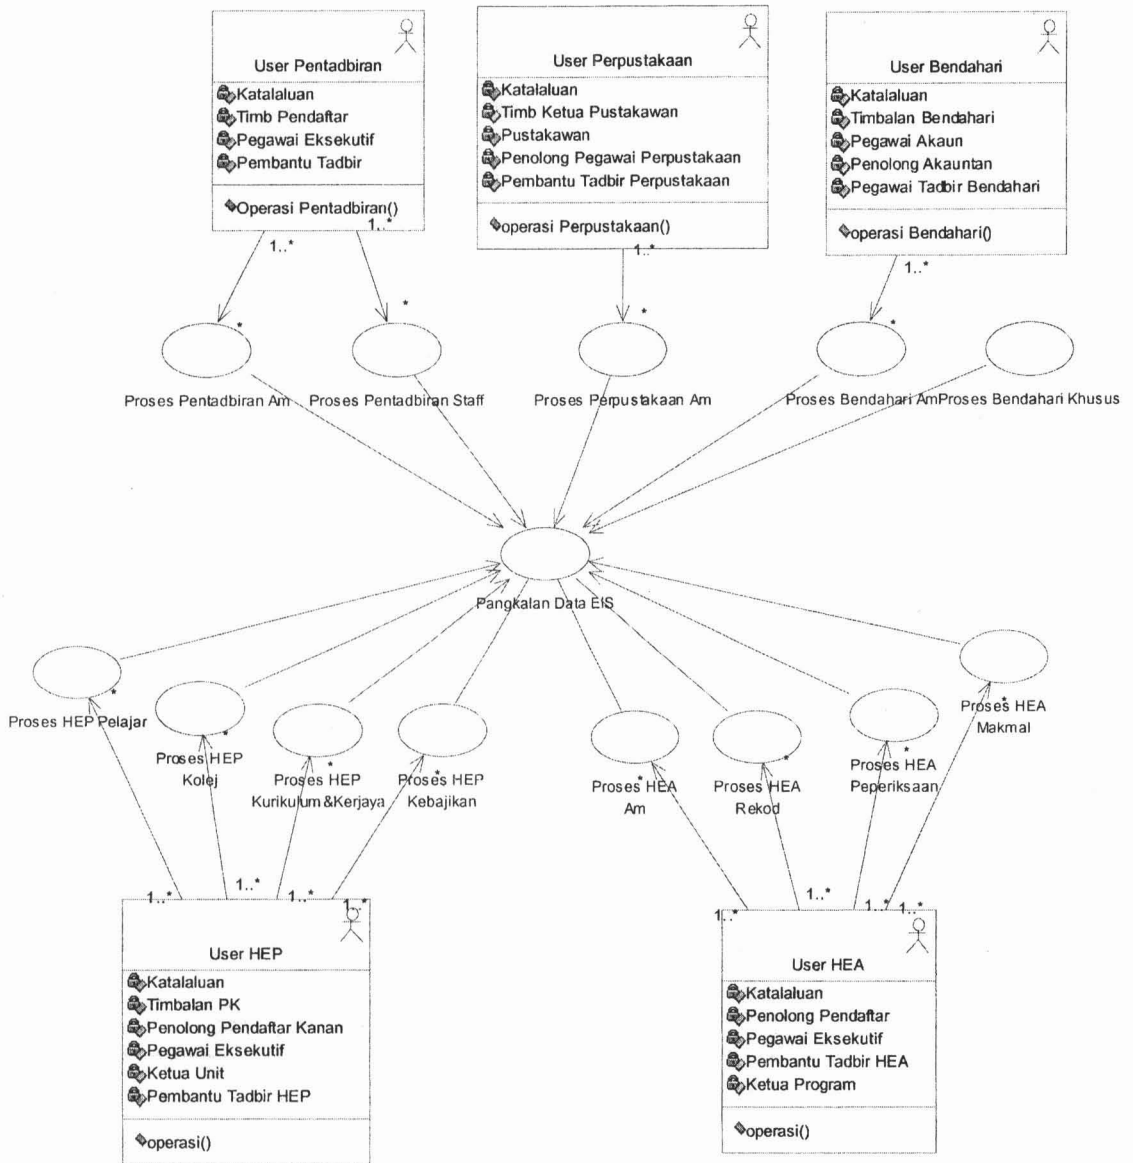 User Pentadbiran
Katalaluan
Timb Pendaftar
Pegawai Eksekutif
Pembantu Tadbir
Operasi Pentadbiran()
1..*
1..*
User Perpustakaan
Katalaluan
Timb Ketua Pustakawan
Pustakawan
Penolong Pegawai Perpustakaan
Pembantu Tadbir Perpustakaan
operasi Perpustakaan()
1..*
User Bendahari
Katalaluan
Timbalan Bendahari
Pegawai Akaun
Penolong Akauntan
Pegawai Tadbir Bendahari
operasi Bendahari()
1..*
*
*
*
*
Proses Pentadbiran Am
Proses Pentadbiran Staff
Proses Perpustakaan Am
Proses Bendahari Am
Proses Bendahari Khusus
Pangkalan Data EIS
*
Proses HEP Pelajar
*
Proses HEP
Kolej
*
Proses HEP
Kurikulum&Kerjaya
*
Proses HEP
Kebajikan
*
Proses HEA
Am
*
Proses HEA
Rekod
*
Proses HEA
Peperiksaan
*
Proses HEA
Makmal
1..*
1..*
1..*
1..*
User HEP
Katalaluan
Timbalan PK
Penolong Pendaftar Kanan
Pegawai Eksekutif
Ketua Unit
Pembantu Tadbir HEP
operasi()
1..*
1..*
1..*
1..*
User HEA
Katalaluan
Penolong Pendaftar
Pegawai Eksekutif
Pembantu Tadbir HEA
Ketua Program
operasi()